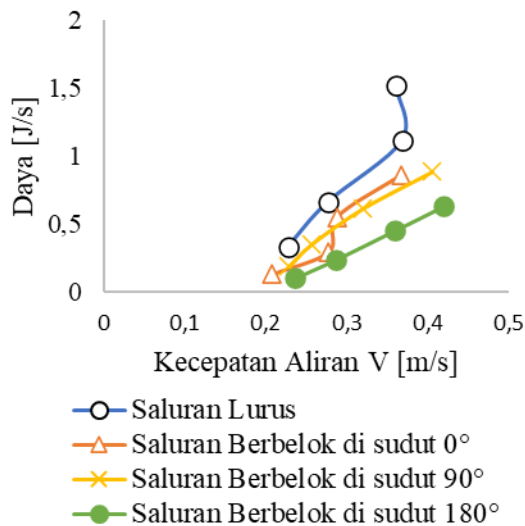 2
1,5
1
0,5
0
Daya [J/s]
0
0,1
0,2
0,3
0,4
0,5
Kecepatan Aliran V [m/s]
Saluran Lurus
Saluran Berbelok di sudut 0°
Saluran Berbelok di sudut 90°
Saluran Berbelok di sudut 180°